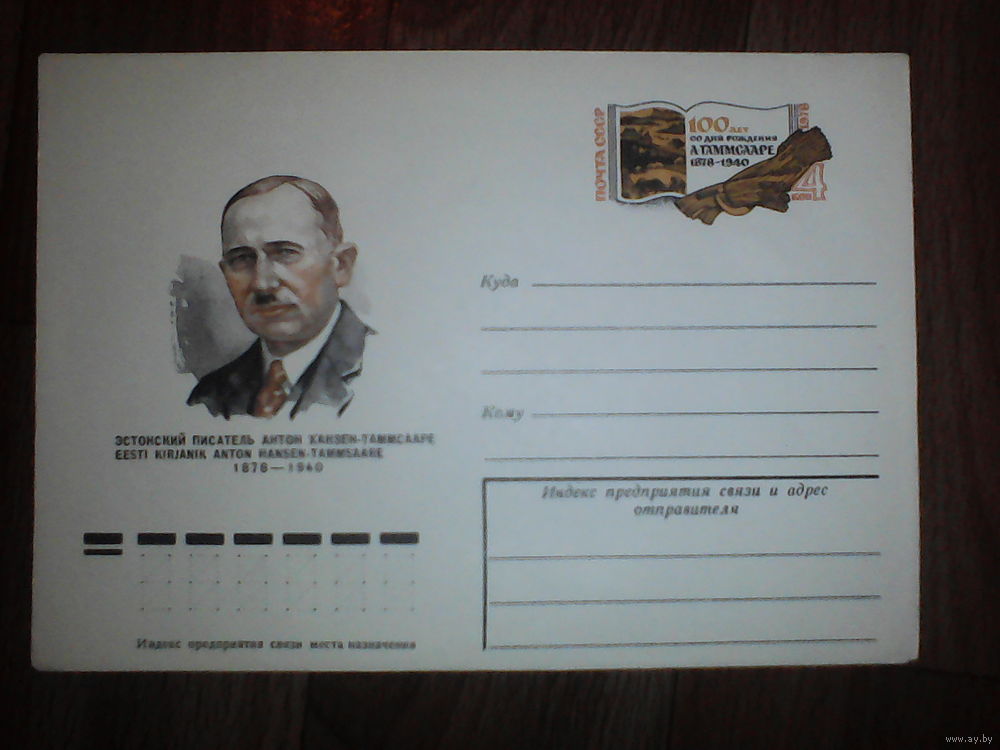 ПОЧТА СССР
100 ЛЕТ
СО ДНЯ РОЖДЕНИЯ
А.ТАММСААРЕ
1878-1940
1978
4
Куда
Кому
ЭСТОНСКИЙ ПИСАТЕЛЬ АНТОН ХАНСЕН-ТАММСААРЕ
EESTI KIRJANIK ANTON HANSEN-TAMMSAARE
1878—1940
Индекс предприятия связи и адрес
отправителя
Индекс предприятия связи места назначения
www.ay.by